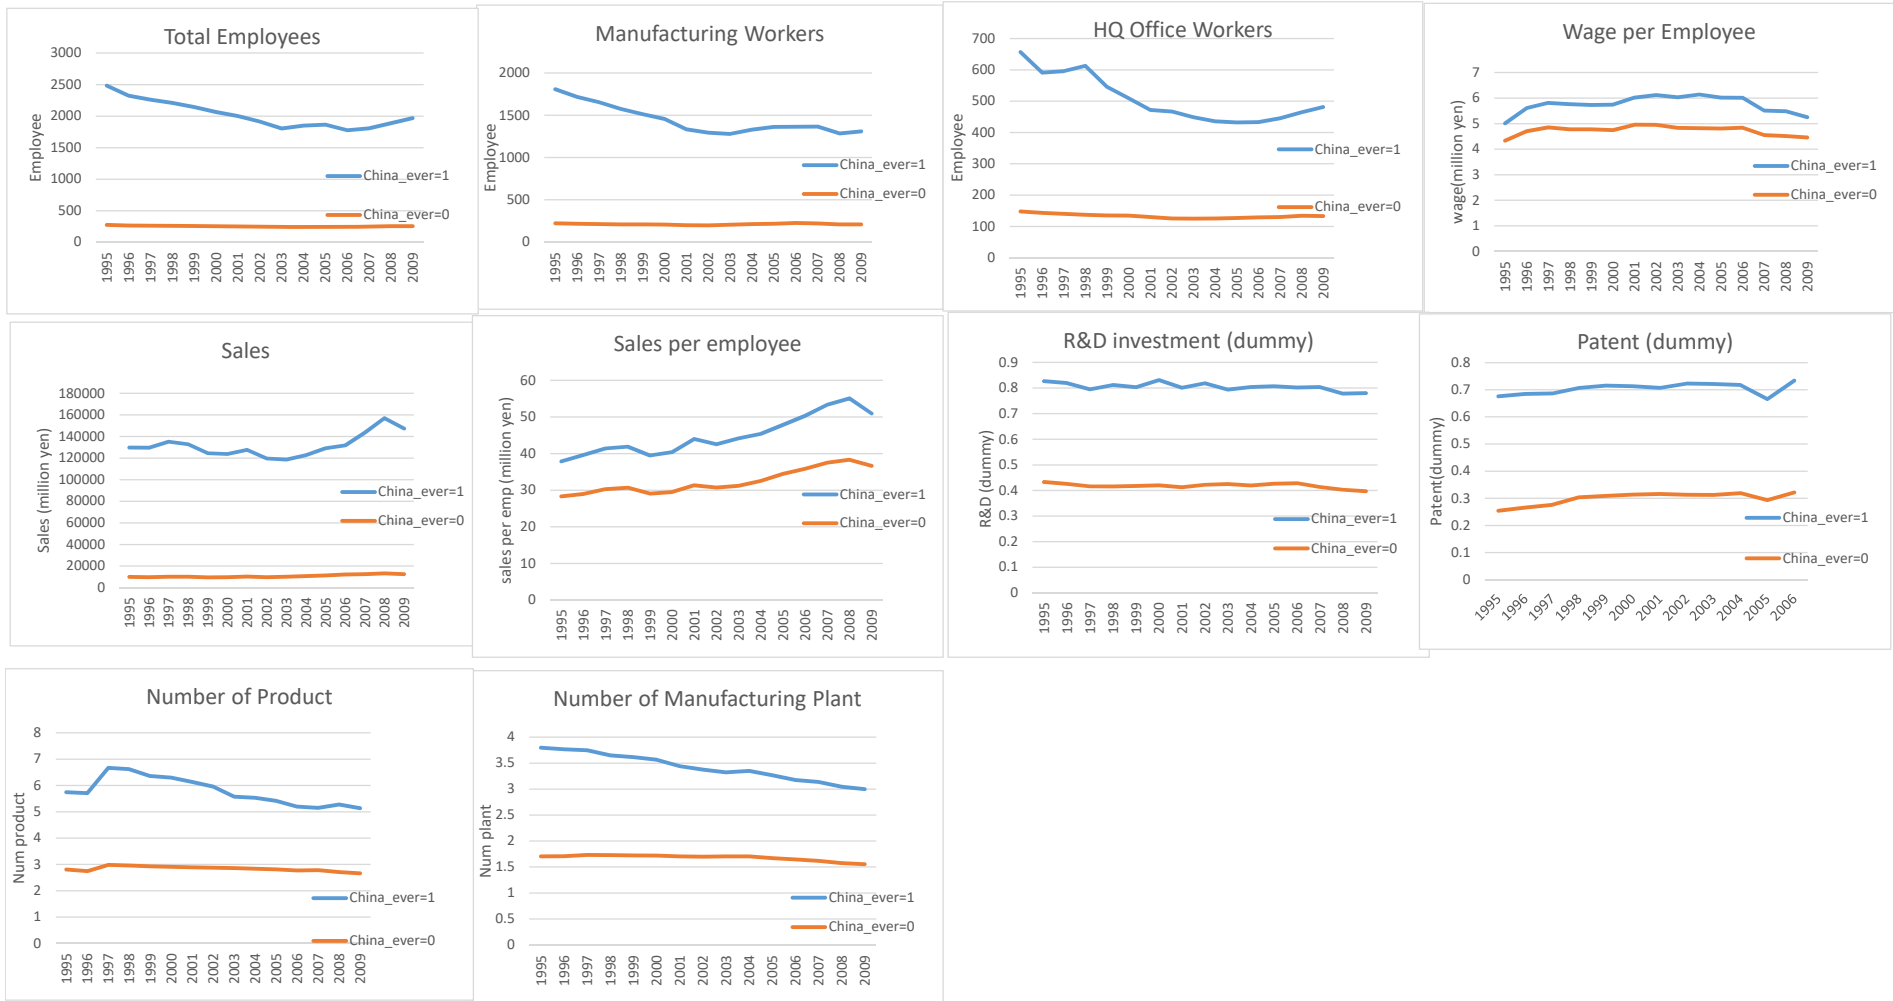 Total Employees
3000
2500
2000
1500
1000
500
0
Employee
China_ever=1
China_ever=0
1995 1996 1997 1998 1999 2000 2001 2002 2003 2004 2005 2006 2007 2008 2009
Manufacturing Workers
2000
1500
1000
500
0
Employee
China_ever=1
China_ever=0
1995 1996 1997 1998 1999 2000 2001 2002 2003 2004 2005 2006 2007 2008 2009
HQ Office Workers
700
600
500
400
300
200
100
0
Employee
China_ever=1
China_ever=0
1995 1996 1997 1998 1999 2000 2001 2002 2003 2004 2005 2006 2007 2008 2009
Wage per Employee
7
6
5
4
3
2
1
0
wage(million yen)
China_ever=1
China_ever=0
1995 1996 1997 1998 1999 2000 2001 2002 2003 2004 2005 2006 2007 2008 2009
Sales
180000
160000
140000
120000
100000
80000
60000
40000
20000
0
Sales (million yen)
China_ever=1
China_ever=0
1995 1996 1997 1998 1999 2000 2001 2002 2003 2004 2005 2006 2007 2008 2009
Sales per employee
60
50
40
30
20
10
0
sales per emp (million yen)
China_ever=1
China_ever=0
1995 1996 1997 1998 1999 2000 2001 2002 2003 2004 2005 2006 2007 2008 2009
R&D investment (dummy)
0.9
0.8
0.7
0.6
0.5
0.4
0.3
0.2
0.1
0
R&D (dummy)
China_ever=1
China_ever=0
1995 1996 1997 1998 1999 2000 2001 2002 2003 2004 2005 2006 2007 2008 2009
Patent (dummy)
0.8
0.7
0.6
0.5
0.4
0.3
0.2
0.1
0
Patent(dummy)
China_ever=1
China_ever=0
1995 1996 1997 1998 1999 2000 2001 2002 2003 2004 2005 2006
Number of Product
8
7
6
5
4
3
2
1
0
Num product
China_ever=1
China_ever=0
1995 1996 1997 1998 1999 2000 2001 2002 2003 2004 2005 2006 2007 2008 2009
Number of Manufacturing Plant
4
3.5
3
2.5
2
1.5
1
0.5
0
Num plant
China_ever=1
China_ever=0
1995 1996 1997 1998 1999 2000 2001 2002 2003 2004 2005 2006 2007 2008 2009